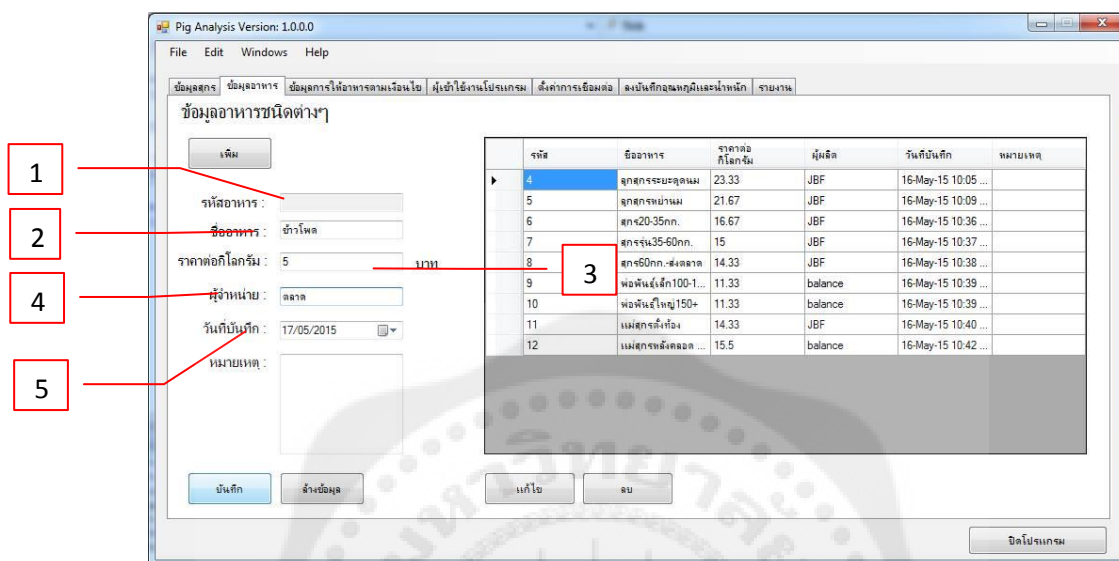 Pig Analysis Version: 1.0.0.0
File Edit Windows Help
ข้อมูลสุกร ข้อมูลอาหาร ข้อมูลการให้อาหารตามเงื่อนไข ผู้เข้าใช้งานโปรแกรม ตั้งค่าการเชื่อมต่อ ลงบันทึกอุณหภูมิและน้ำหนัก รายงาน
ข้อมูลอาหารชนิดต่างๆ
เพิ่ม
1
รหัสอาหาร :
2
ชื่ออาหาร : ข้าวโพด
ราคาต่อกิโลกรัม : 5 บาท
3
4
ผู้จำหน่าย : ตลาด
วันที่บันทึก : 17/05/2015
5
หมายเหตุ :
บันทึก ล้างข้อมูล
รหัส ชื่ออาหาร ราคาต่อกิโลกรัม ผู้ผลิต วันที่บันทึก หมายเหตุ
4 ลูกสุกรระยะดูดนม 23.33 JBF 16-May-15 10:05 ...
5 ลูกสุกรหย่านม 21.67 JBF 16-May-15 10:09 ...
6 สุกร20-35กก. 16.67 JBF 16-May-15 10:36 ...
7 สุกรรุ่น35-60กก. 15 JBF 16-May-15 10:37 ...
8 สุกร60กก.-ส่งตลาด 14.33 JBF 16-May-15 10:38 ...
9 พ่อพันธุ์เล็ก100-1... 11.33 balance 16-May-15 10:39 ...
10 พ่อพันธุ์ใหญ่150+ 11.33 balance 16-May-15 10:39 ...
11 แม่สุกรตั้งท้อง 14.33 JBF 16-May-15 10:40 ...
12 แม่สุกรหลังคลอด ... 15.5 balance 16-May-15 10:42 ...
แก้ไข ลบ
ปิดโปรแกรม